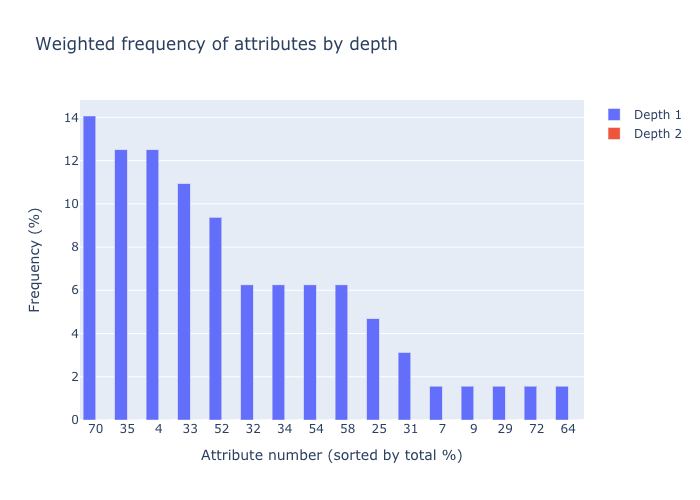 Weighted frequency of attributes by depth
Depth 1
Depth 2
Frequency (%)
14
12
10
8
6
4
2
0
70 35 4 33 52 32 34 54 58 25 31 7 9 29 72 64
Attribute number (sorted by total %)